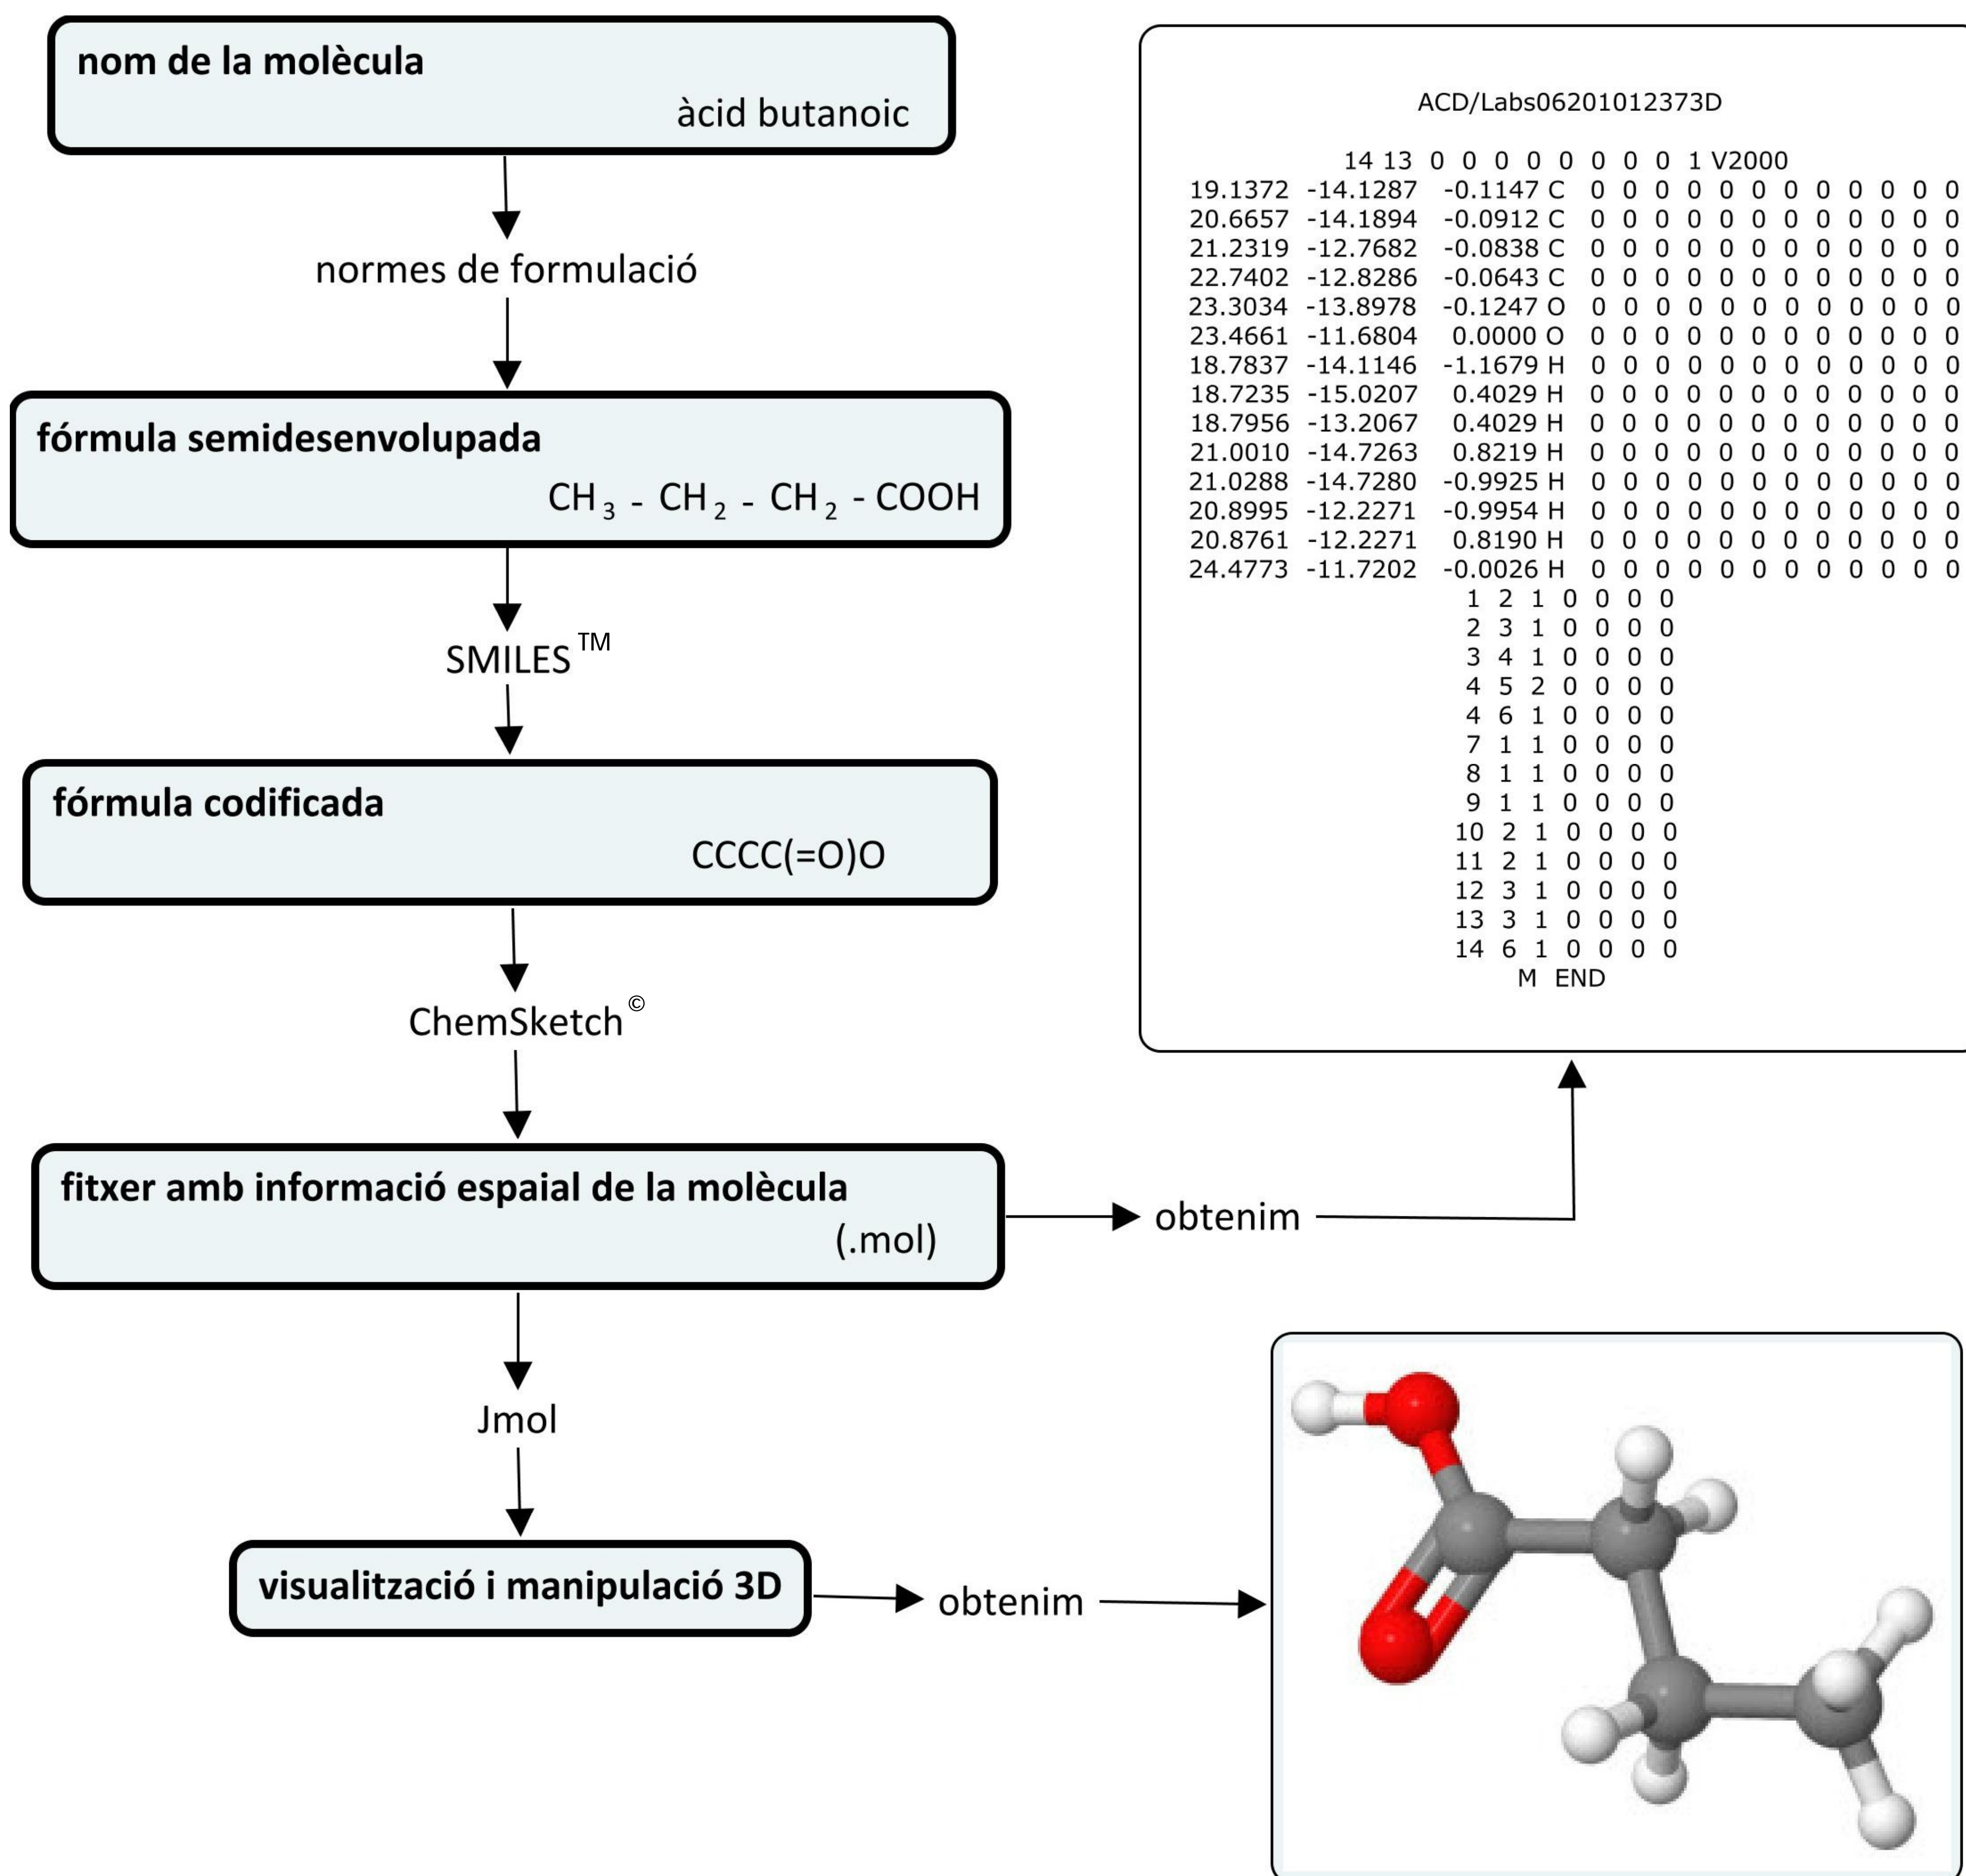 nom de la molècula
àcid butanoic
normes de formulació
fórmula semidesenvolupada
CH3 - CH2 - CH2 - COOH
SMILES™
fórmula codificada
CCCC(=O)O
ChemSketch©
fitxer amb informació espaial de la molècula
(.mol)
obtenim
Jmol
visualització i manipulació 3D
obtenim
ACD/Labs06201012373D
14 13 0 0 0 0 0 0 0 0 1 V2000
19.1372 -14.1287 -0.1147 C 0 0 0 0 0 0 0 0 0 0 0 0
20.6657 -14.1894 -0.0912 C 0 0 0 0 0 0 0 0 0 0 0 0
21.2319 -12.7682 -0.0838 C 0 0 0 0 0 0 0 0 0 0 0 0
22.7402 -12.8286 -0.0643 C 0 0 0 0 0 0 0 0 0 0 0 0
23.3034 -13.8978 -0.1247 O 0 0 0 0 0 0 0 0 0 0 0 0
23.4661 -11.6804 0.0000 O 0 0 0 0 0 0 0 0 0 0 0 0
18.7837 -14.1146 -1.1679 H 0 0 0 0 0 0 0 0 0 0 0 0
18.7235 -15.0207 0.4029 H 0 0 0 0 0 0 0 0 0 0 0 0
18.7956 -13.2067 0.4029 H 0 0 0 0 0 0 0 0 0 0 0 0
21.0010 -14.7263 0.8219 H 0 0 0 0 0 0 0 0 0 0 0 0
21.0288 -14.7280 -0.9925 H 0 0 0 0 0 0 0 0 0 0 0 0
20.8995 -12.2271 -0.9954 H 0 0 0 0 0 0 0 0 0 0 0 0
20.8761 -12.2271 0.8190 H 0 0 0 0 0 0 0 0 0 0 0 0
24.4773 -11.7202 -0.0026 H 0 0 0 0 0 0 0 0 0 0 0 0
1 2 1 0 0 0 0
2 3 1 0 0 0 0
3 4 1 0 0 0 0
4 5 2 0 0 0 0
4 6 1 0 0 0 0
7 1 1 0 0 0 0
8 1 1 0 0 0 0
9 1 1 0 0 0 0
10 2 1 0 0 0 0
11 2 1 0 0 0 0
12 3 1 0 0 0 0
13 3 1 0 0 0 0
14 6 1 0 0 0 0
M END